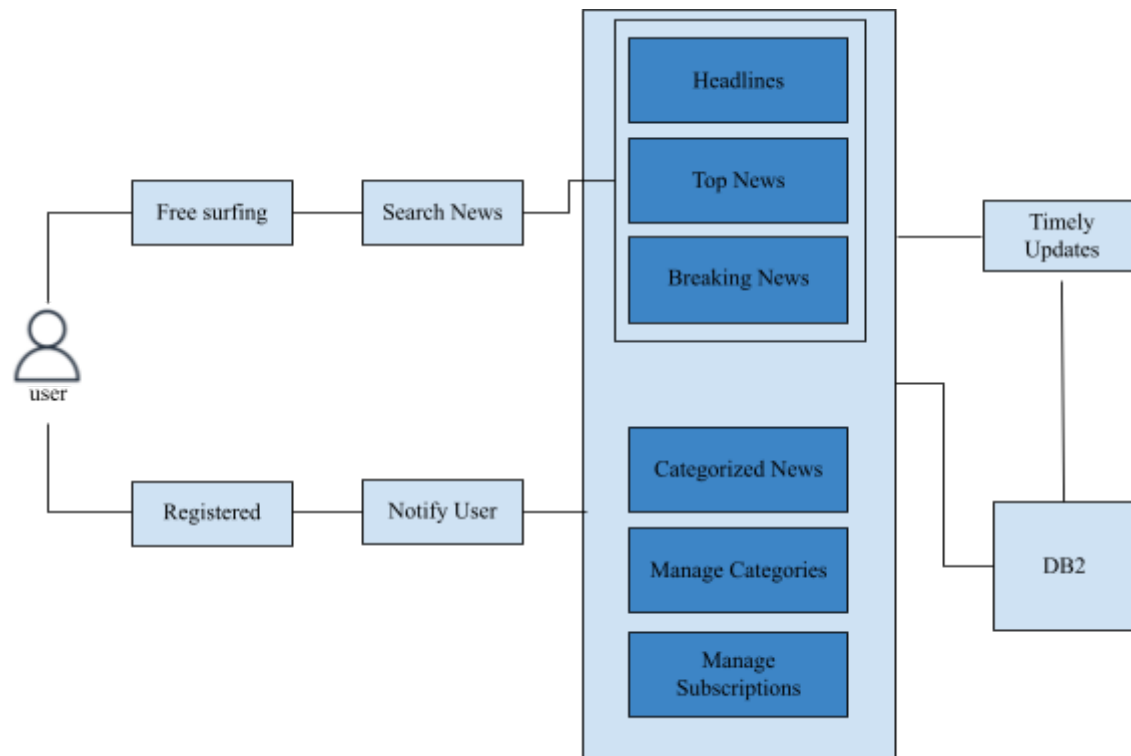 Headlines
Top News
Breaking News
Free surfing
Search News
Timely
Updates
user
Categorized News
Registered
Notify User
Manage Categories
DB2
Manage
Subscriptions